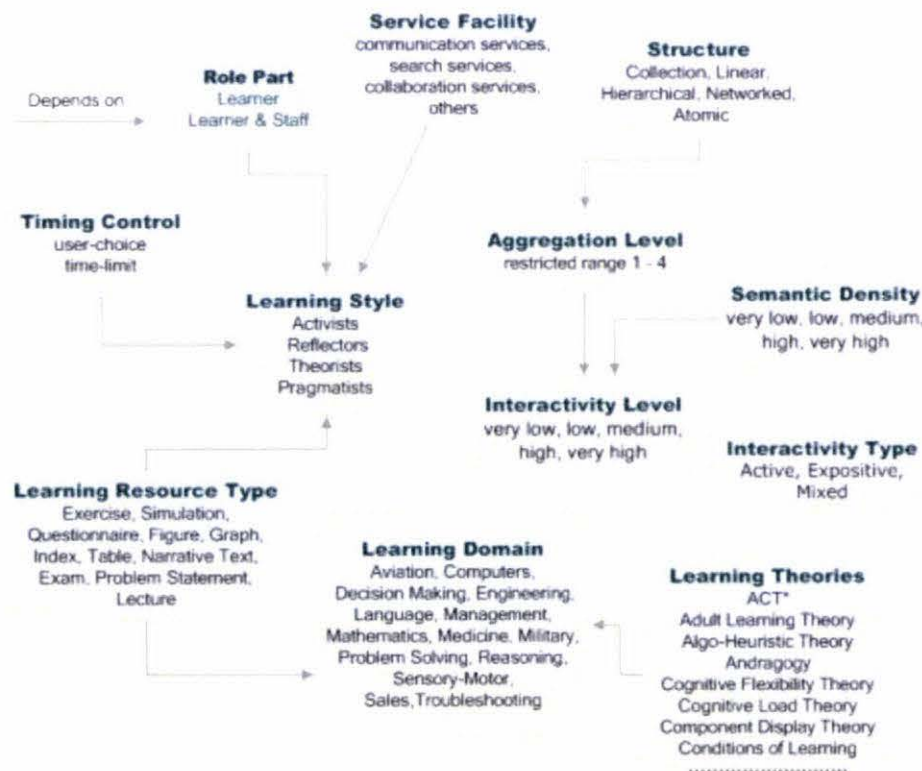 Service Facility
communication services,
search services,
collaboration services,
others
Structure
Collection, Linear,
Hierarchical, Networked,
Atomic
Role Part
Learner
Learner & Staff
Depends on
Timing Control
user-choice
time-limit
Aggregation Level
restricted range 1 - 4
Learning Style
Activists
Reflectors
Theorists
Pragmatists
Semantic Density
very low, low, medium,
high, very high
Interactivity Level
very low, low, medium,
high, very high
Interactivity Type
Active, Expositive,
Mixed
Learning Resource Type
Exercise, Simulation,
Questionnaire, Figure, Graph,
Index, Table, Narrative Text,
Exam, Problem Statement,
Lecture
Learning Domain
Aviation, Computers,
Decision Making, Engineering,
Language, Management,
Mathematics, Medicine, Military,
Problem Solving, Reasoning,
Sensory-Motor,
Sales,Troubleshooting
Learning Theories
ACT*
Adult Learning Theory
Algo-Heuristic Theory
Andragogy
Cognitive Flexibility Theory
Cognitive Load Theory
Component Display Theory
Conditions of Learning